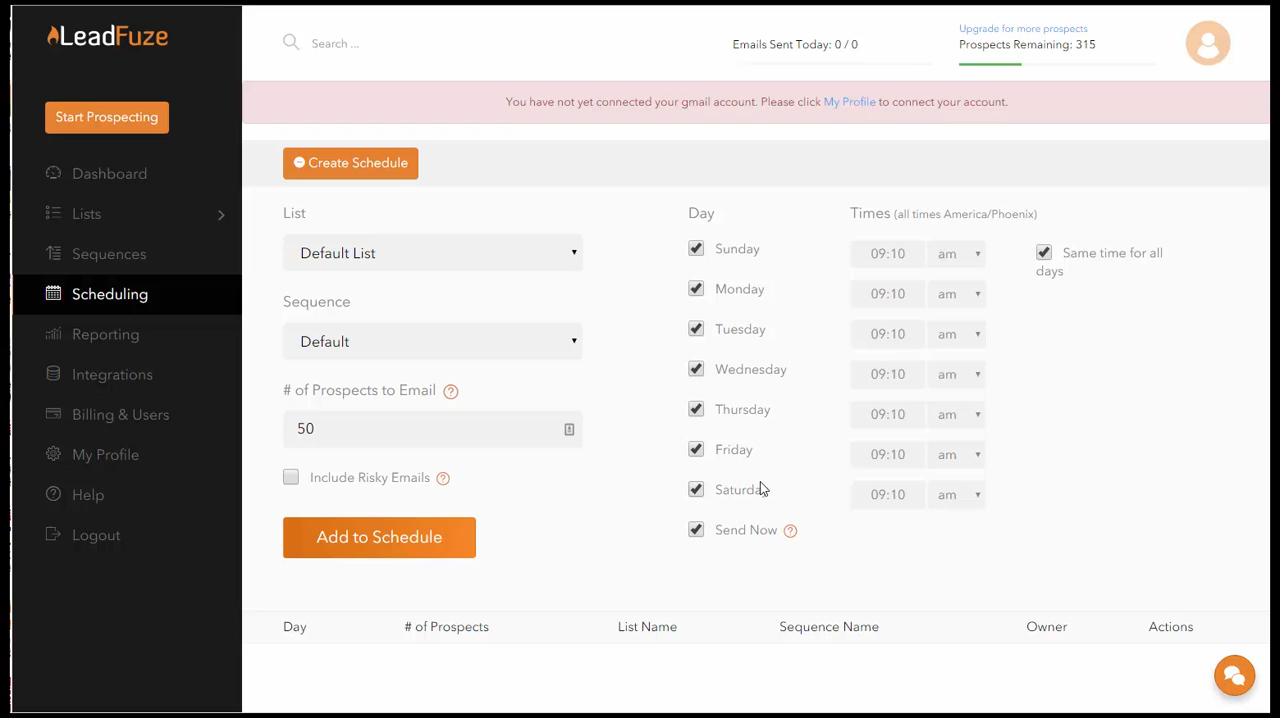 LeadFuze
Search ...
Emails Sent Today: 0 / 0
Upgrade for more prospects
Prospects Remaining: 315
You have not yet connected your gmail account. Please click My Profile to connect your account.
Start Prospecting
Dashboard
Lists
Sequences
Scheduling
Reporting
Integrations
Billing & Users
My Profile
Help
Logout
Create Schedule
List
Default List
Sequence
Default
# of Prospects to Email ?
50
Include Risky Emails ?
Add to Schedule
Day
Times (all times America/Phoenix)
Sunday 09:10 am
Same time for all
days
Monday 09:10 am
Tuesday 09:10 am
Wednesday 09:10 am
Thursday 09:10 am
Friday 09:10 am
Saturday 09:10 am
Send Now ?
Day # of Prospects List Name Sequence Name Owner Actions